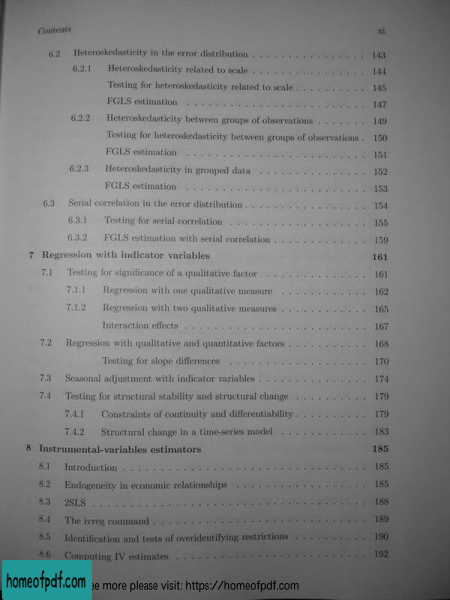 Contents xi
6.2 Heteroskedasticity in the error distribution . . . . . . . . . . . . . . . . 143
6.2.1 Heteroskedasticity related to scale . . . . . . . . . . . . . . . 144
Testing for heteroskedasticity related to scale . . . . . . . . . . 145
FGLS estimation . . . . . . . . . . . . . . . . . . . . . . . . . 147
6.2.2 Heteroskedasticity between groups of observations . . . . . . . 149
Testing for heteroskedasticity between groups of observations . 150
FGLS estimation . . . . . . . . . . . . . . . . . . . . . . . . . 151
6.2.3 Heteroskedasticity in grouped data . . . . . . . . . . . . . . . 152
FGLS estimation . . . . . . . . . . . . . . . . . . . . . . . . . 153
6.3 Serial correlation in the error distribution . . . . . . . . . . . . . . . . . 154
6.3.1 Testing for serial correlation . . . . . . . . . . . . . . . . . . . 155
6.3.2 FGLS estimation with serial correlation . . . . . . . . . . . . . 159
7 Regression with indicator variables 161
7.1 Testing for significance of a qualitative factor . . . . . . . . . . . . . . . 161
7.1.1 Regression with one qualitative measure . . . . . . . . . . . . 162
7.1.2 Regression with two qualitative measures . . . . . . . . . . . . 165
Interaction effects . . . . . . . . . . . . . . . . . . . . . . . . . 167
7.2 Regression with qualitative and quantitative factors . . . . . . . . . . . 168
Testing for slope differences . . . . . . . . . . . . . . . . . . . 170
7.3 Seasonal adjustment with indicator variables . . . . . . . . . . . . . . . 174
7.4 Testing for structural stability and structural change . . . . . . . . . . 179
7.4.1 Constraints of continuity and differentiability . . . . . . . . . . 179
7.4.2 Structural change in a time-series model . . . . . . . . . . . . 183
8 Instrumental-variables estimators 185
8.1 Introduction . . . . . . . . . . . . . . . . . . . . . . . . . . . . . . . . . 185
8.2 Endogeneity in economic relationships . . . . . . . . . . . . . . . . . . 185
8.3 2SLS . . . . . . . . . . . . . . . . . . . . . . . . . . . . . . . . . . . . . 188
8.4 The ivreg command . . . . . . . . . . . . . . . . . . . . . . . . . . . . . 189
8.5 Identification and tests of overidentifying restrictions . . . . . . . . . . 190
8.6 Computing IV estimates . . . . . . . . . . . . . . . . . . . . . . . . . . 192
homeofpdf.com ee more please visit: https://homeofpdf.com